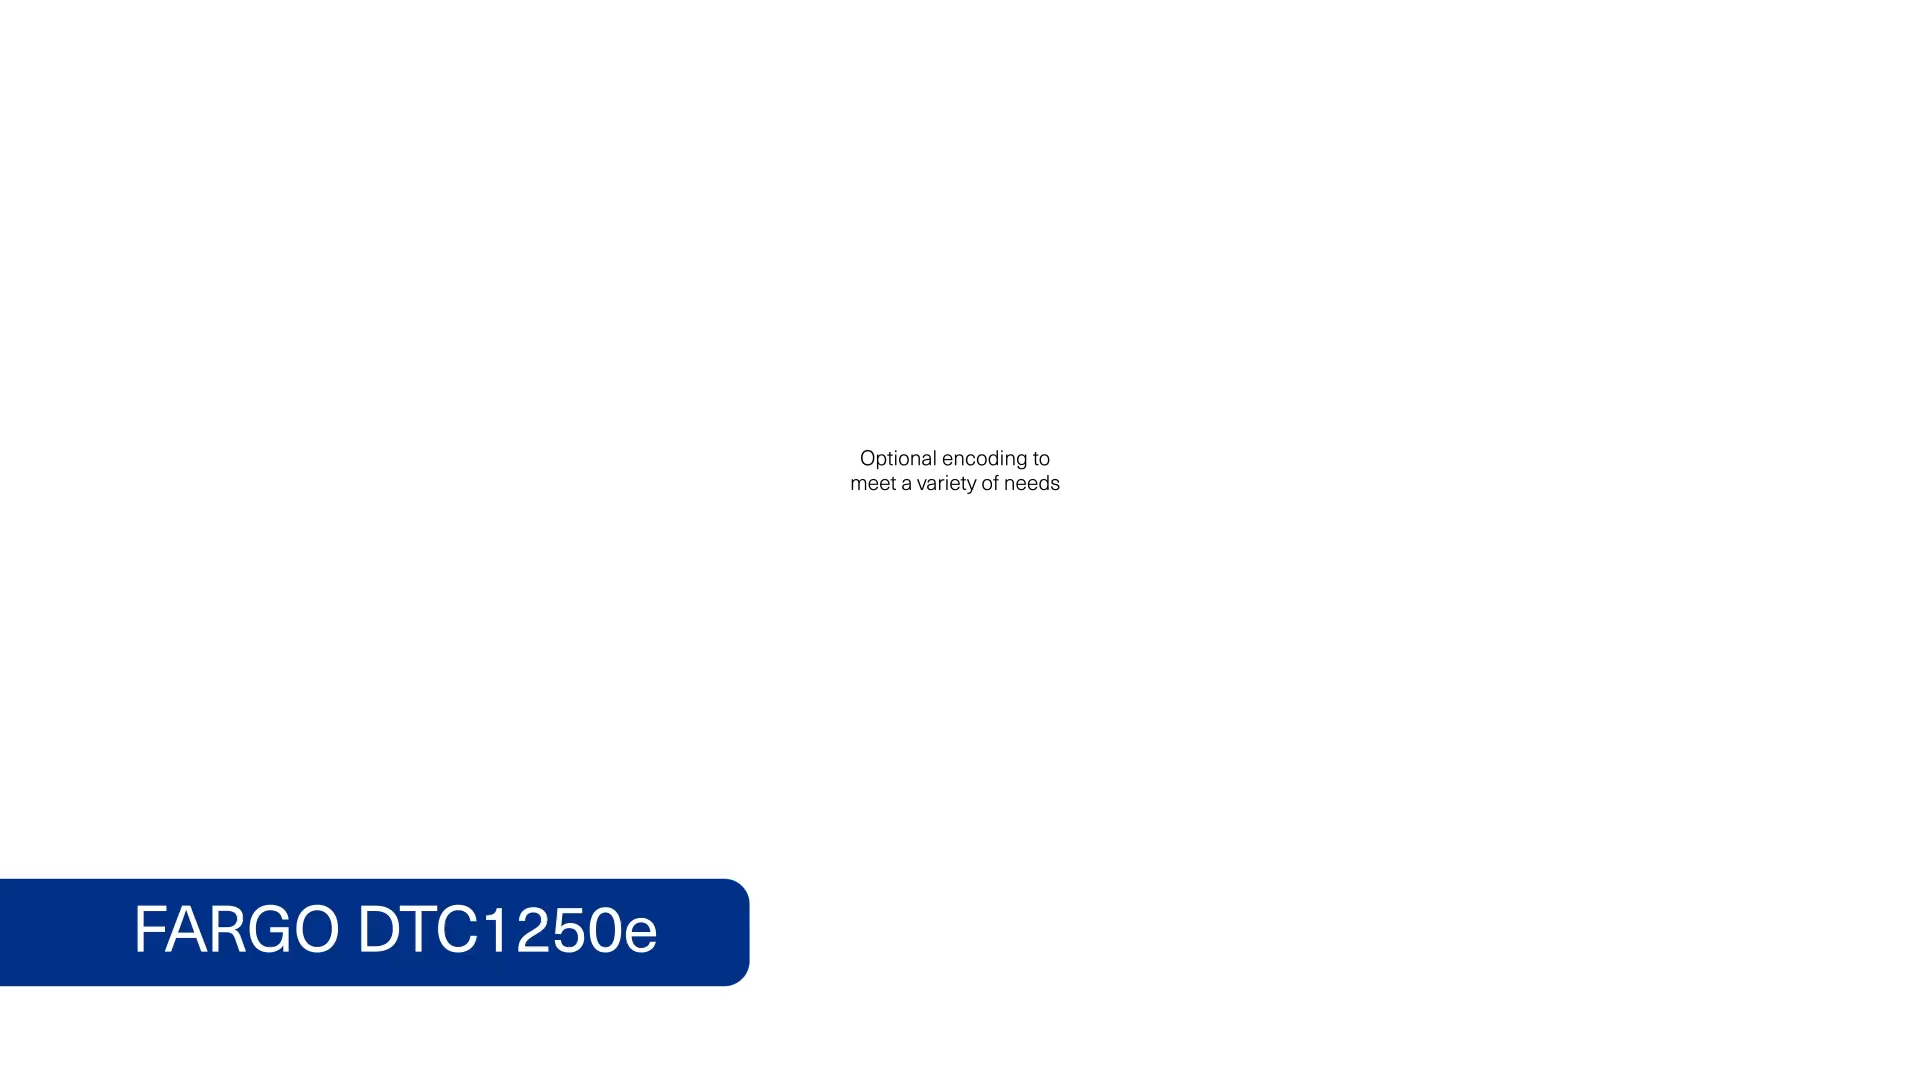 Optional encoding to
meet a variety of needs
FARGO DTC1250e